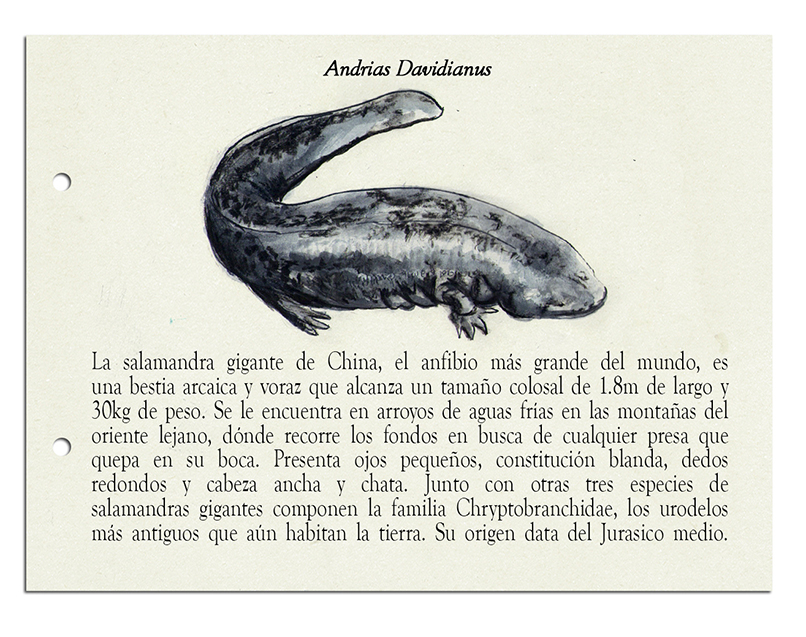 Andrias Davidianus
La salamandra gigante de China, el anfibio más grande del mundo, es
una bestia arcaica y voraz que alcanza un tamaño colosal de 1.8m de largo y
30kg de peso. Se le encuentra en arroyos de aguas frías en las montañas del
oriente lejano, dónde recorre los fondos en busca de cualquier presa que
quepa en su boca. Presenta ojos pequeños, constitución blanda, dedos
redondos y cabeza ancha y chata. Junto con otras tres especies de
salamandras gigantes componen la familia Chryptobranchidae, los urodelos
más antiguos que aún habitan la tierra. Su origen data del Jurasico medio.